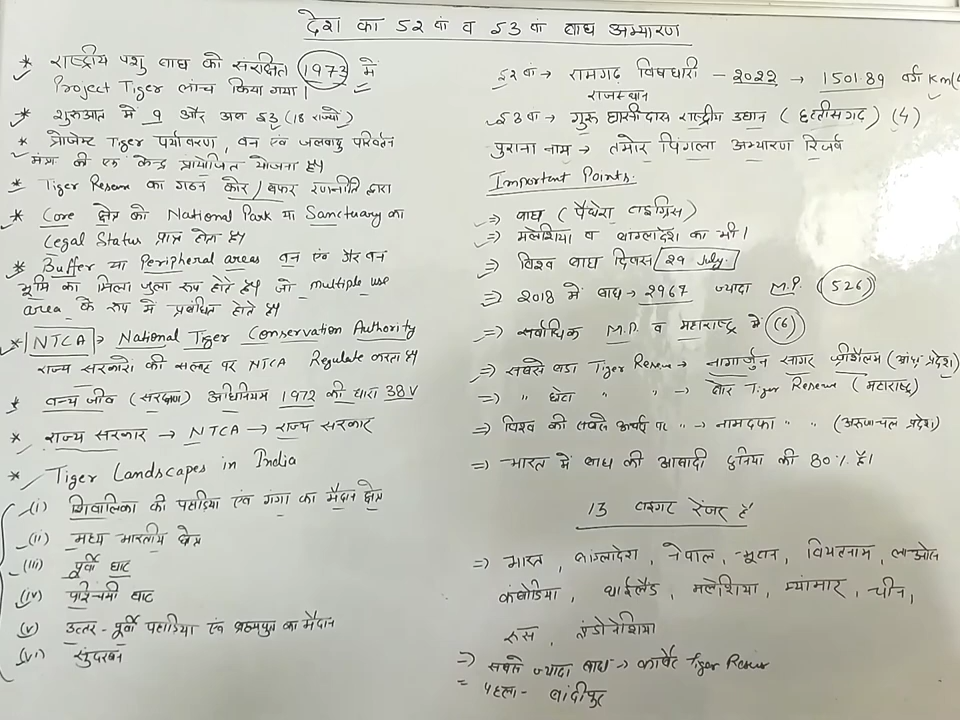 देश का 52 वां व 53 वां बाघ अभ्यारण
* राष्ट्रीय पशु बाघ को संरक्षित 1973 में
Project Tiger लांच किया गया।
* शुरुआत में 9 और अब 53 (18 राज्यों)
* प्रोजेक्ट Tiger पर्यावरण, वन एवं जलवायु परिवर्तन
मंत्रा की एक केन्द्र प्रायोजित योजना है।
* Tiger Reserve का गठन कोर/बफर रणनीति द्वारा
* Core क्षेत्र को National Park या Sanctuary का
Legal Status प्राप्त होता है।
* Buffer या Peripheral areas वन एवं गैर वन
भूमि का मिला जुला रूप होते है। जो multiple use
area के रूप में प्रबंधित होते है।
* NTCA > National Tiger Conservation Authority
राज्य सरकारों की सलाह पर NTCA Regulate करता है।
* वन्य जीव (संरक्षण) अधिनियम 1972 की धारा 38V
* राज्य सरकार → NTCA → राज्य सरकार
* Tiger Landscapes in India
(i) शिवालिक की पहाडिया एवं गंगा का मैदान क्षेत्र
(ii) मध्य भारतीय क्षेत्र
(iii) पूर्वी घाट
(iv) पश्चिमी घाट
(v) उत्तर-पूर्वी पहाडिया एवं ब्रह्मपुत्र का मैदान
(vi) सुंदरबन
52 वां → रामगढ विषधारी - 2022 → 1501.89 वर्ग Km
राजस्थान
53 वां → गुरू घासीदास राष्ट्रीय उद्यान (छत्तीसगढ) (4)
पुराना नाम → तमोर पिंगला अभ्यारण रिजर्व
Important Points:
=> बाघ (पैंथेरा टाइग्रिस)
=> मलेशिया व बाग्लादेश का भी।
=> विश्व बाघ दिवस 29 July
=> 2018 में बाघ → 2967 ज्यादा M.P. 526
=> सर्वाधिक M.P. व महाराष्ट्र में (6)
=> सबसे बडा Tiger Reserve → नागार्जुन सागर श्रीशैलम (आंध्र प्रदेश)
=> " छोटा " " → बोर Tiger Reserve (महाराष्ट्र)
=> विश्व की सबसे ऊंचाई पर " → नामदफा " " (अरुणाचल प्रदेश)
=> भारत में बाघ की आबादी दुनिया की 80% है।
13 टाइगर रेंजर है
=> भारत, बाग्लादेश, नेपाल, भूटान, वियतनाम, लाओस
कंबोडिया, थाईलैंड, मलेशिया, म्यांमार, चीन,
रूस, इंडोनेशिया
=> सबसे ज्यादा बाघ → कार्बेट Tiger Reserve
= पहला - बांदीपुर